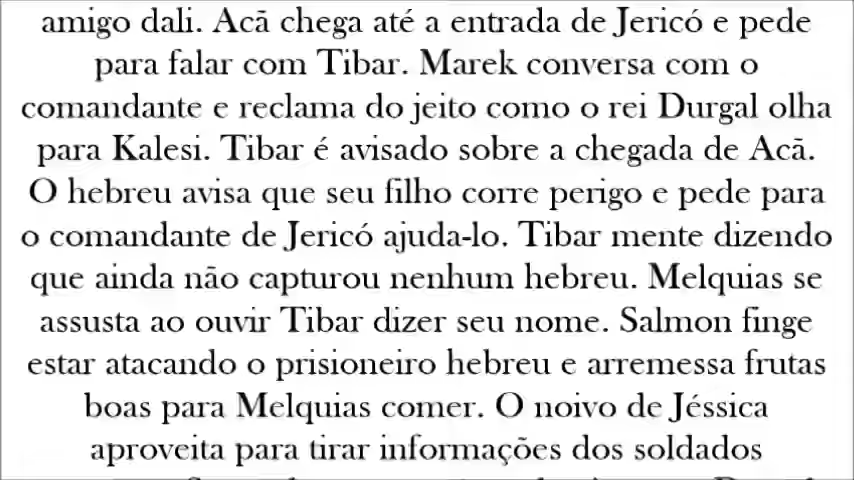 amigo dali. Acã chega até a entrada de Jericó e pede
para falar com Tibar. Marek conversa com o
comandante e reclama do jeito como o rei Durgal olha
para Kalesi. Tibar é avisado sobre a chegada de Acã.
O hebreu avisa que seu filho corre perigo e pede para
o comandante de Jericó ajuda-lo. Tibar mente dizendo
que ainda não capturou nenhum hebreu. Melquias se
assusta ao ouvir Tibar dizer seu nome. Salmon finge
estar atacando o prisioneiro hebreu e arremessa frutas
boas para Melquias comer. O noivo de Jéssica
aproveita para tirar informações dos soldados